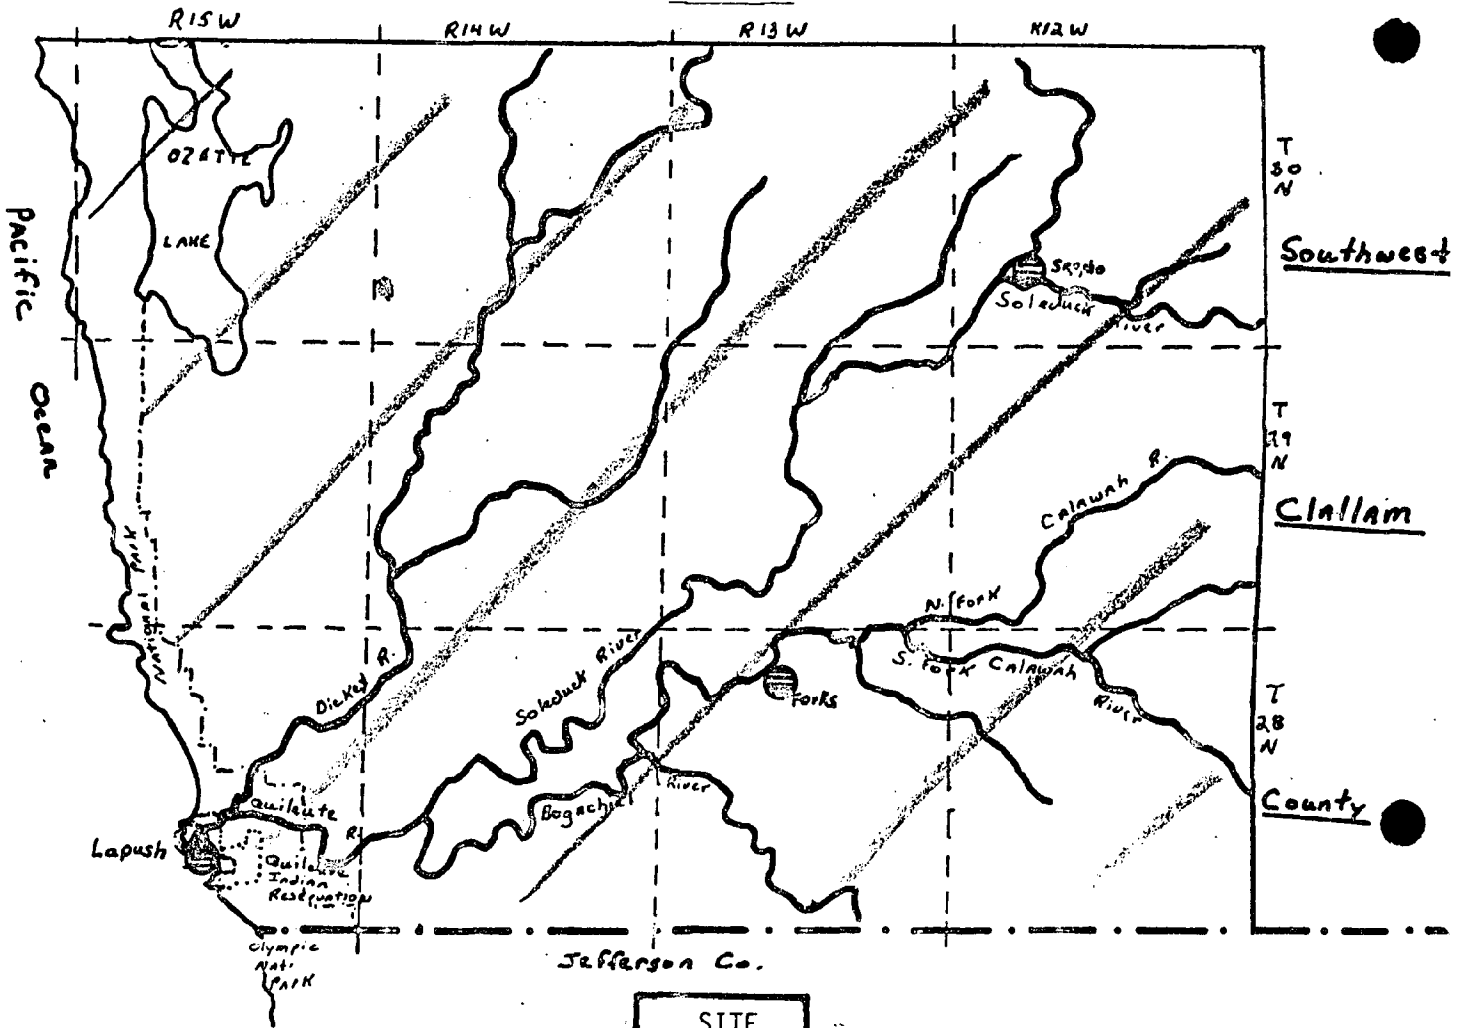 R15W R14W R13W R12W
T
30
N
OZETTE
LAKE
Pacific
Ocean
Southwest
Soleduck River
T
29
N
Calawah R.
Clallam
National Park
N. Fork
S. Fork Calawah River
Dickey R.
Soleduck River
Forks
T
28
N
Bogachiel River
County
Quileute R.
Lapush
Quileute
Indian
Reservation
Olympic
Nat.
Park
Jefferson Co.
SITE